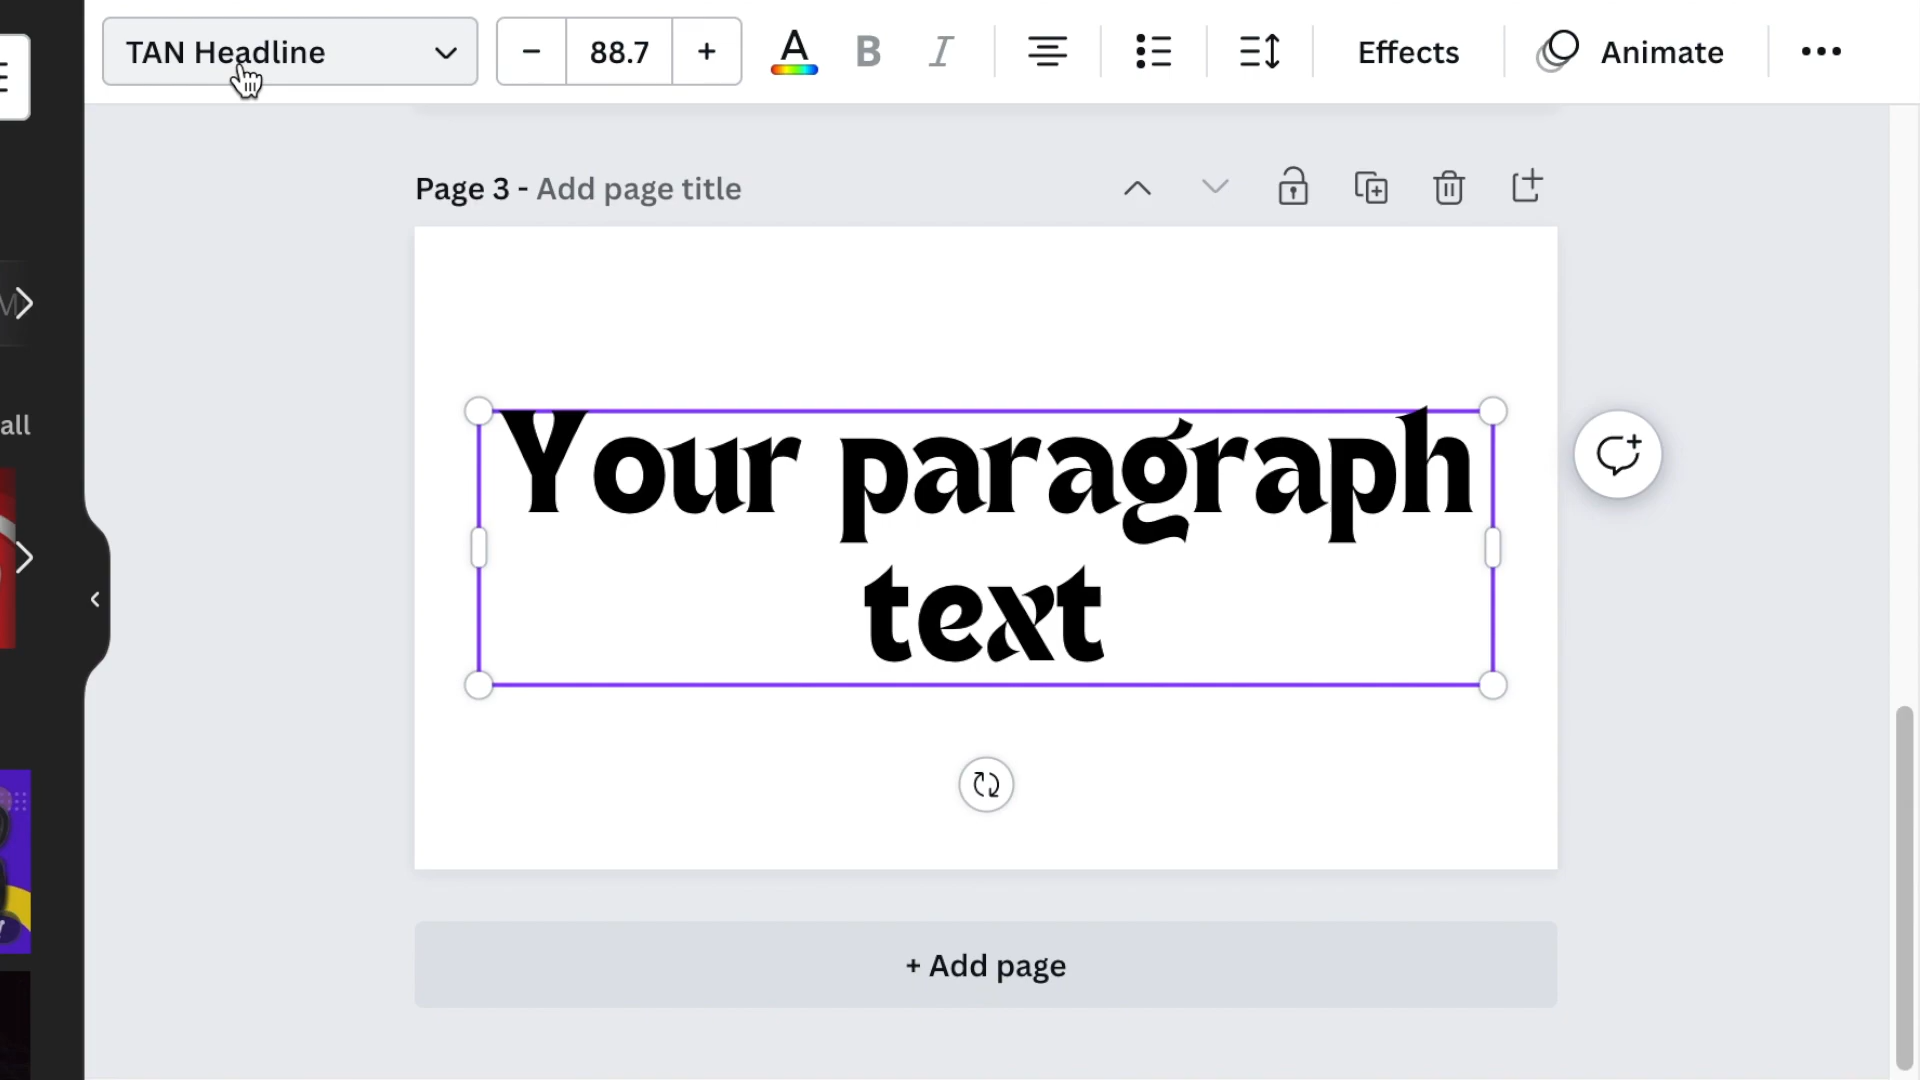 TAN Headline
− 88.7 +
A B I
Effects
Animate
Page 3 - Add page title
all
Your paragraph
text
+ Add page